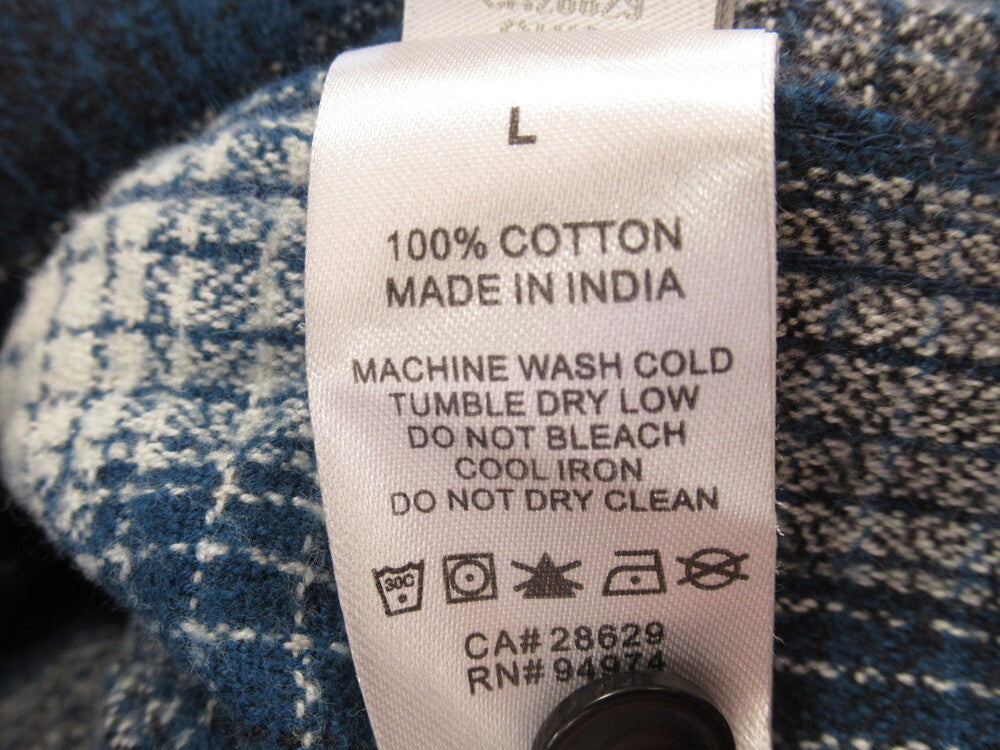 L
100% COTTON
MADE IN INDIA
MACHINE WASH COLD
TUMBLE DRY LOW
DO NOT BLEACH
COOL IRON
DO NOT DRY CLEAN
30C
CA# 28629
RN# 94974